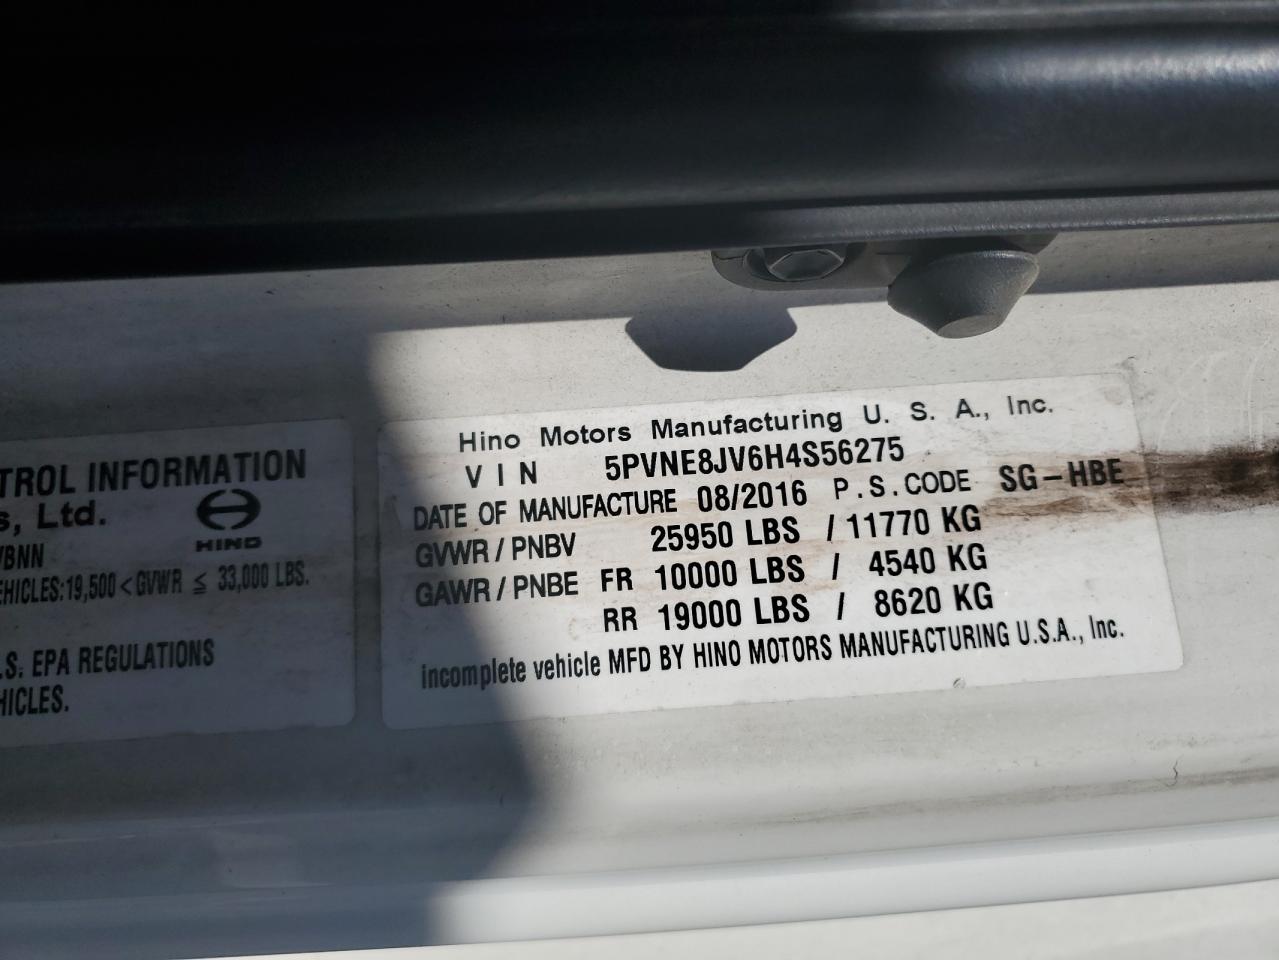 TROL INFORMATION
s, Ltd.
HINO
VBNN
EHICLES:19,500 < GVWR ≤ 33,000 LBS.
.S. EPA REGULATIONS
HICLES.
Hino Motors Manufacturing U. S. A., Inc.
VIN 5PVNE8JV6H4S56275
DATE OF MANUFACTURE 08/2016 P.S.CODE SG-HBE
GVWR / PNBV 25950 LBS / 11770 KG
GAWR / PNBE FR 10000 LBS / 4540 KG
RR 19000 LBS / 8620 KG
incomplete vehicle MFD BY HINO MOTORS MANUFACTURING U.S.A., Inc.